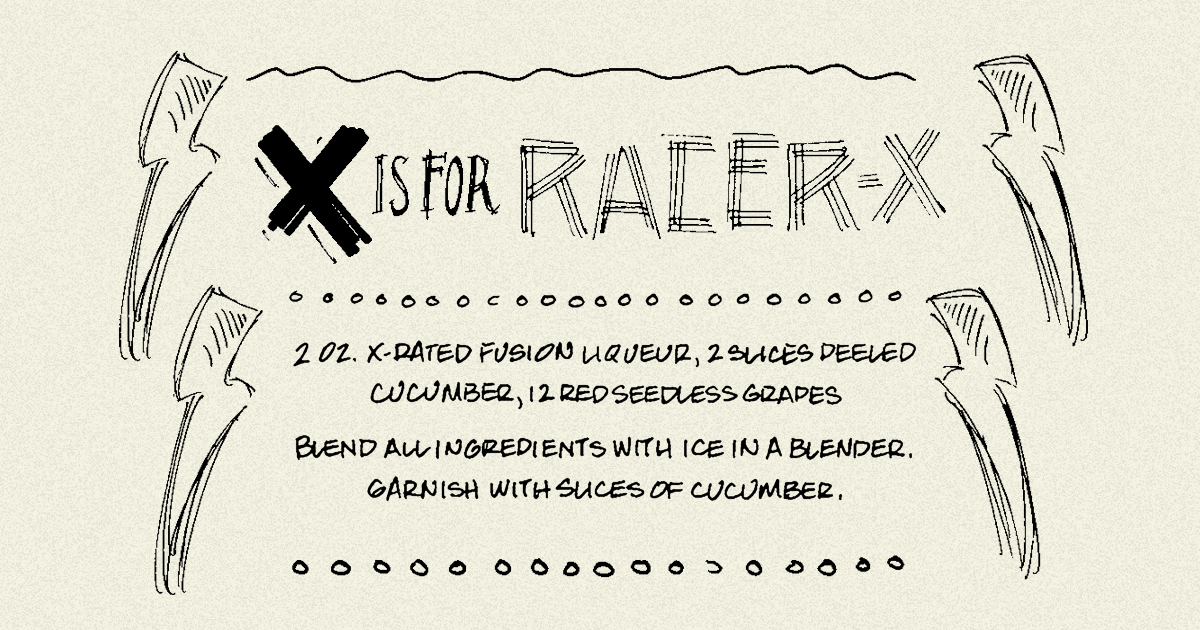 X IS FOR RACER-X
2 OZ. X-RATED FUSION LIQUEUR, 2 SLICES PEELED
CUCUMBER, 12 RED SEEDLESS GRAPES
BLEND ALL INGREDIENTS WITH ICE IN A BLENDER.
GARNISH WITH SLICES OF CUCUMBER.